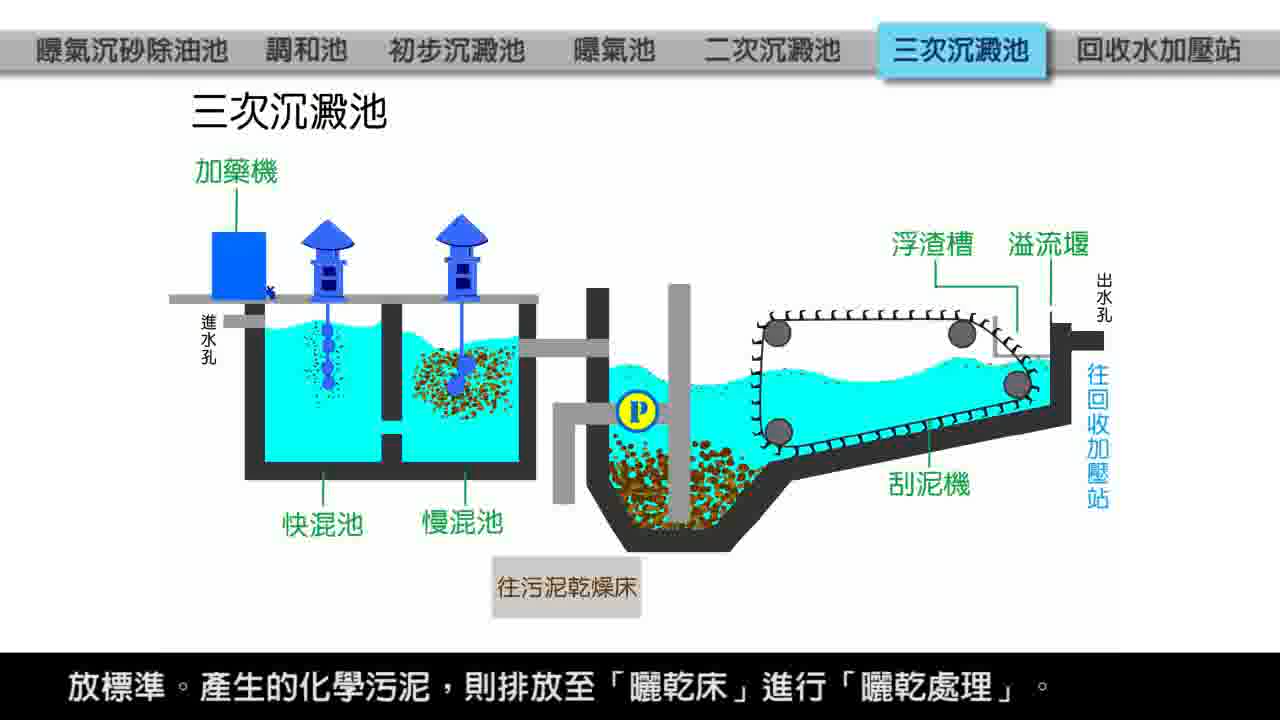 曝氣沉砂除油池 調和池 初步沉澱池 曝氣池 二次沉澱池 三次沉澱池 回收水加壓站
三次沉澱池
加藥機
浮渣槽 溢流堰
出水孔
進水孔
P
往回收加壓站
刮泥機
快混池 慢混池
往污泥乾燥床
放標準。產生的化學污泥，則排放至「曬乾床」進行「曬乾處理」。